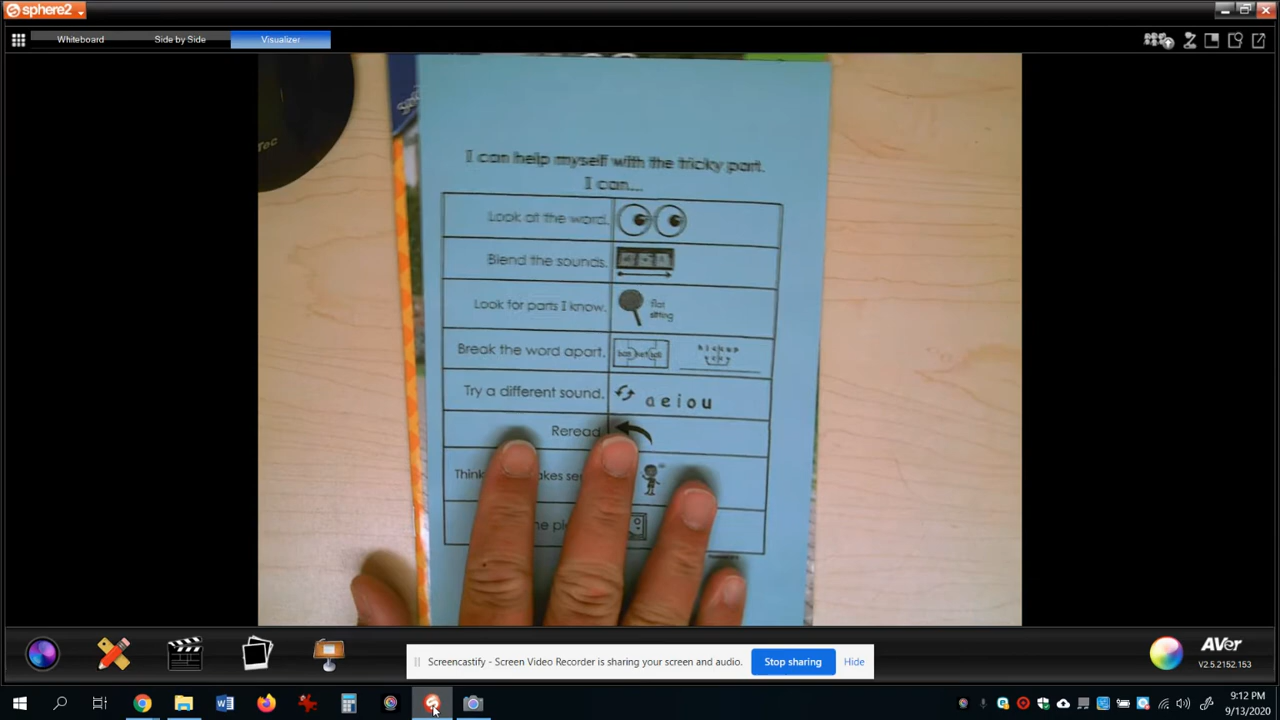 sphere2
Whiteboard
Side by Side
Visualizer
I can help myself with the tricky part.
I can...
Look at the word.
Blend the sounds.
Look for parts I know.
flat
sitting
Break the word apart.
Try a different sound.
a e i o u
Reread
Think
Screencastify - Screen Video Recorder is sharing your screen and audio.
Stop sharing
Hide
AVer
V2.5.2152.153
9:12 PM
9/13/2020